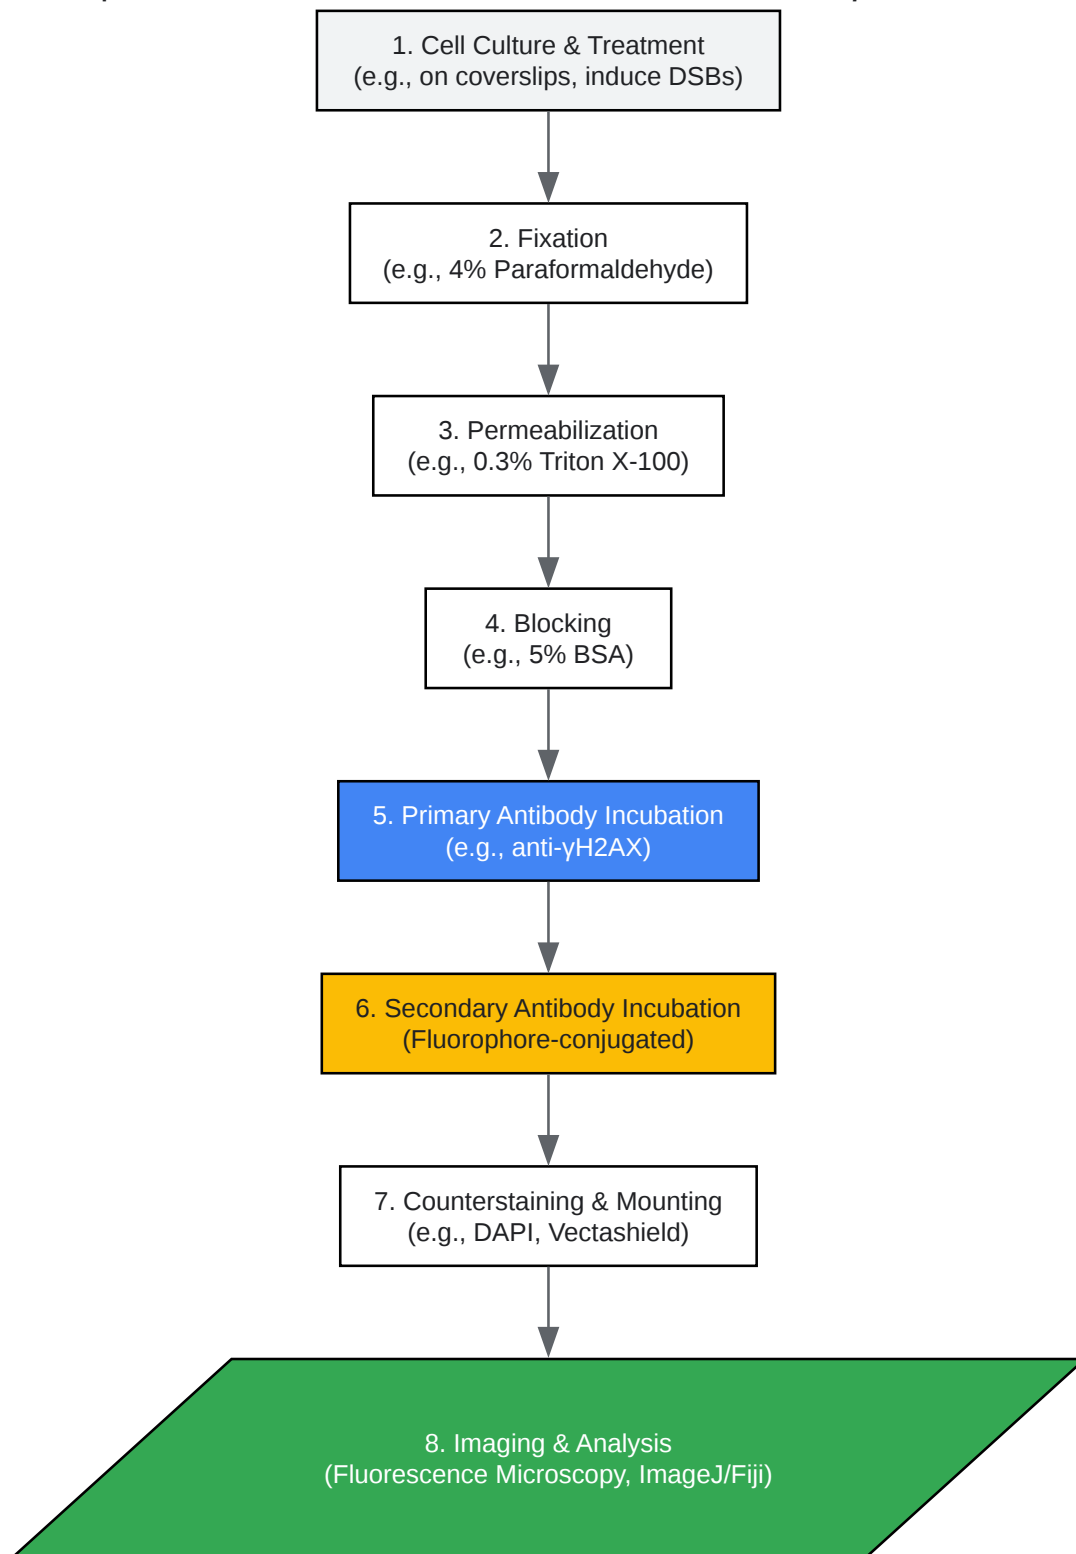 1. Cell Culture & Treatment
(e.g., on coverslips, induce DSBs)
2. Fixation
(e.g., 4% Paraformaldehyde)
3. Permeabilization
(e.g., 0.3% Triton X-100)
4. Blocking
(e.g., 5% BSA)
5. Primary Antibody Incubation
(e.g., anti-γH2AX)
6. Secondary Antibody Incubation
(Fluorophore-conjugated)
7. Counterstaining & Mounting
(e.g., DAPI, Vectashield)
8. Imaging & Analysis
(Fluorescence Microscopy, ImageJ/Fiji)